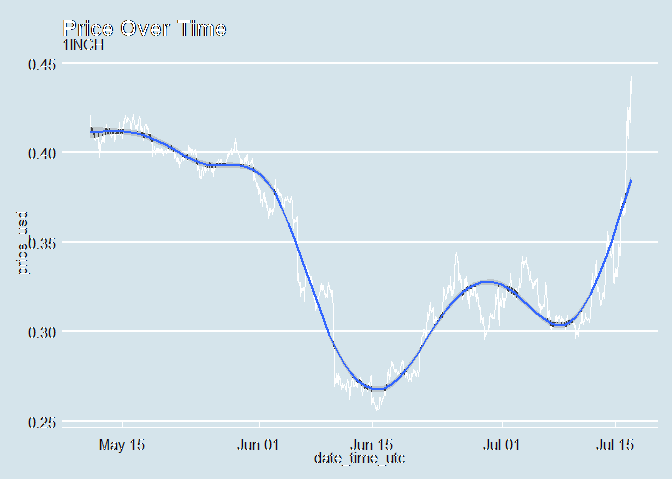 Price Over Time
1INCH
0.45
0.40
0.35
0.30
0.25
price_usd
May 15
Jun 01
Jun 15
Jul 01
Jul 15
date_time_utc